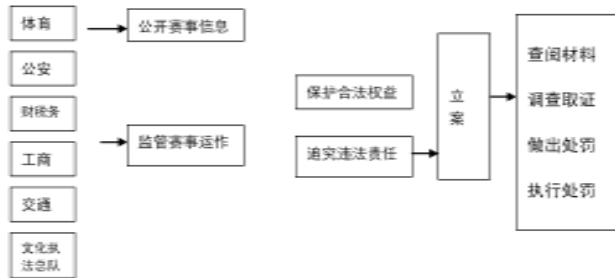 体育
公安
财税务
工商
交通
文化执
法总队
公开赛事信息
监管赛事运作
保护合法权益
追究违法责任
立
案
查阅材料
调查取证
做出处罚
执行处罚